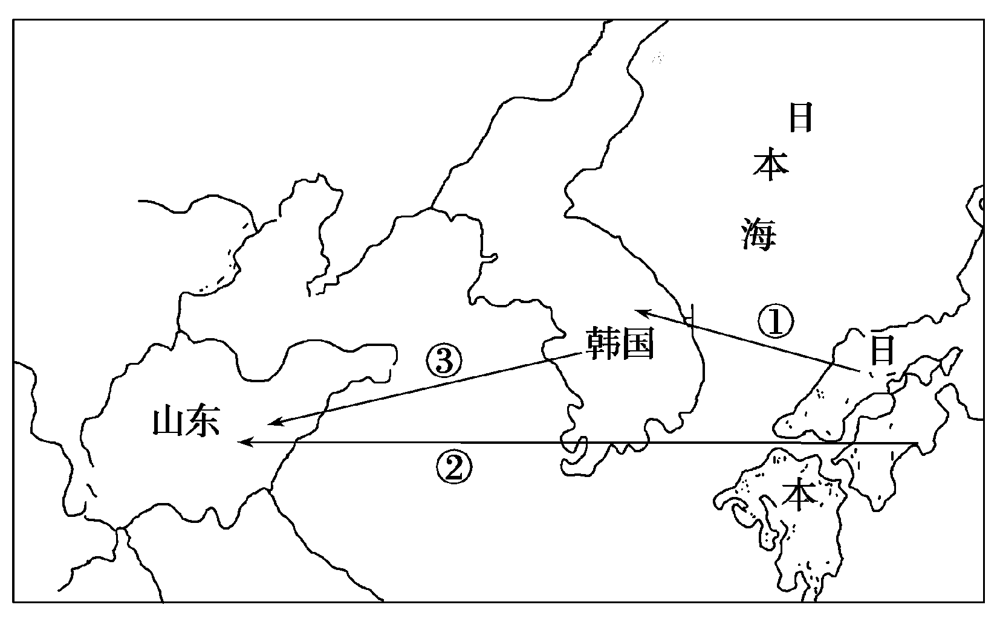 日
本
海
①
韩国
日
③
山东
②
本